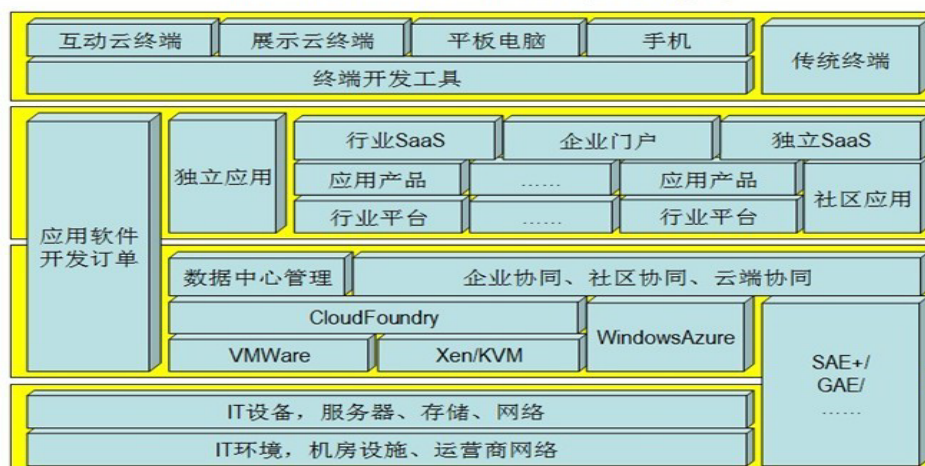 互动云终端
展示云终端
平板电脑
手机
传统终端
终端开发工具
应用软件
开发订单
独立应用
行业SaaS
企业门户
独立SaaS
应用产品
……
应用产品
社区应用
行业平台
……
行业平台
数据中心管理
企业协同、社区协同、云端协同
CloudFoundry
WindowsAzure
VMWare
Xen/KVM
SAE+/
GAE/
……
IT设备，服务器、存储、网络
IT环境，机房设施、运营商网络